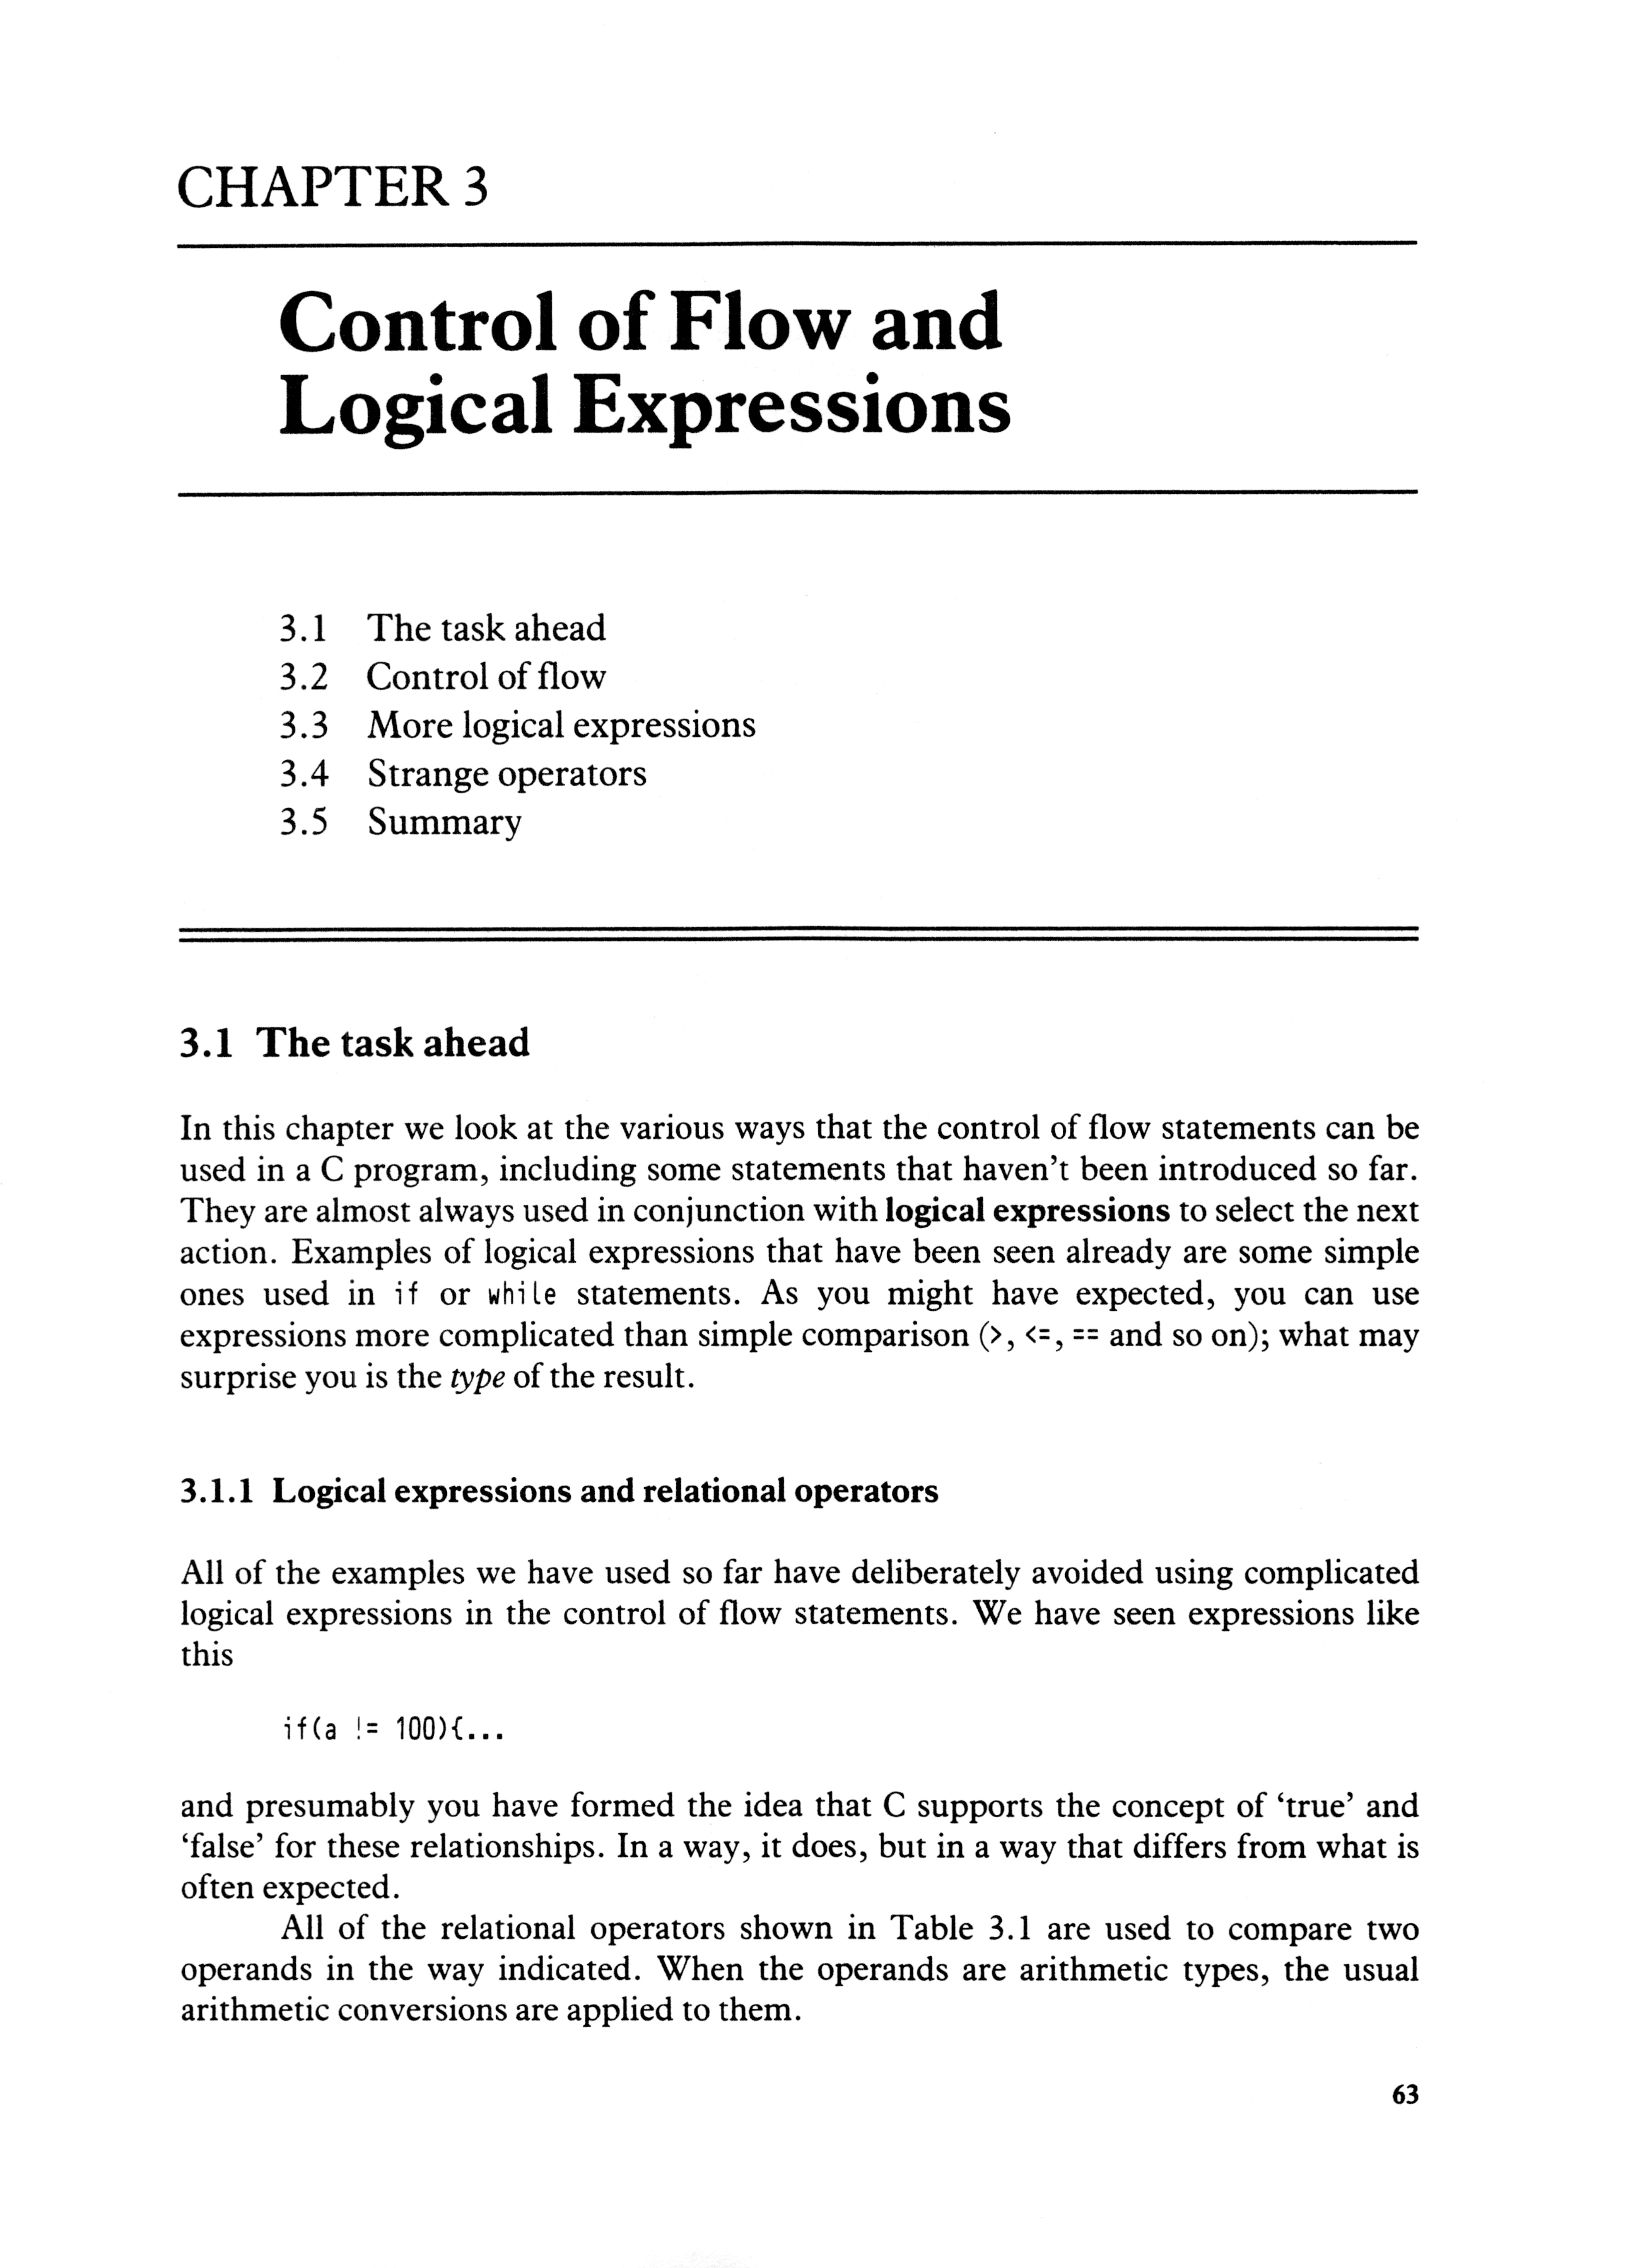 CHAPTER 3
Control of Flow and
Logical Expressions
3.1 The task ahead
3.2 Control of flow
3.3 More logical expressions
3.4 Strange operators
3.5 Summary
3.1 The task ahead
In this chapter we look at the various ways that the control of flow statements can be
used in a C program, including some statements that haven't been introduced so far.
They are almost always used in conjunction with logical expressions to select the next
action. Examples of logical expressions that have been seen already are some simple
ones used in if or while statements. As you might have expected, you can use
expressions more complicated than simple comparison (>, <=, == and so on); what may
surprise you is the type of the result.
3.1.1 Logical expressions and relational operators
All of the examples we have used so far have deliberately avoided using complicated
logical expressions in the control of flow statements. We have seen expressions like
this
if(a != 100){...
and presumably you have formed the idea that C supports the concept of ‘true’ and
‘false’ for these relationships. In a way, it does, but in a way that differs from what is
often expected.
All of the relational operators shown in Table 3.1 are used to compare two
operands in the way indicated. When the operands are arithmetic types, the usual
arithmetic conversions are applied to them.
63